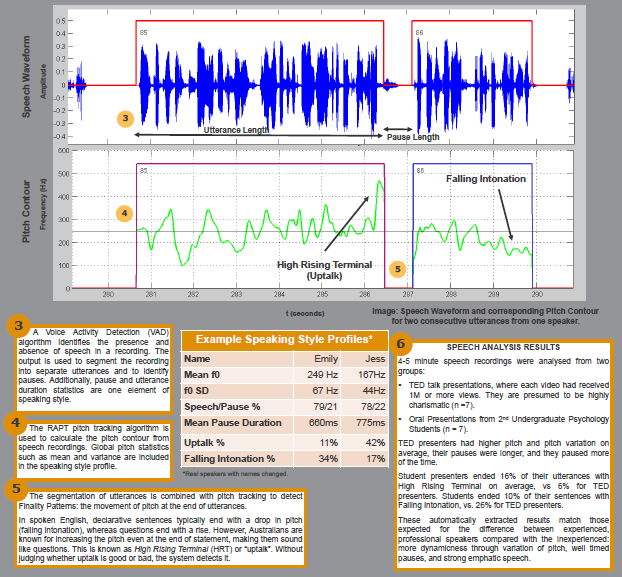 Speech Waveform
Amplitude
0.5
0.4
0.3
0.2
0.1
0
-0.1
-0.2
-0.3
-0.4
85
86
3
Utterance Length
Pause Length
Pitch Contour
Frequency (Hz)
600
500
400
300
200
100
0
85
86
4
Falling Intonation
High Rising Terminal
(Uptalk)
5
280 281 282 283 284 285 286 287 288 289 290
t (seconds)
Image: Speech Waveform and corresponding Pitch Contour
for two consecutive utterances from one speaker.
3
A Voice Activity Detection (VAD)
algorithm identifies the presence and
absence of speech in a recording. The
output is used to segment the recording
into separate utterances and to identify
pauses. Additionally, pause and utterance
duration statistics are one element of
speaking style.
4
The RAPT pitch tracking algorithm is
used to calculate the pitch contour from
speech recordings. Global pitch statistics
such as mean and variance are included
in the speaking style profile.
Example Speaking Style Profiles*
Name Emily Jess
Mean f0 249 Hz 167Hz
f0 SD 67 Hz 44Hz
Speech/Pause % 79/21 78/22
Mean Pause Duration 660ms 775ms
Uptalk % 11% 42%
Falling Intonation % 34% 17%
*Real speakers with names changed.
5
The segmentation of utterances is combined with pitch tracking to detect
Finality Patterns: the movement of pitch at the end of utterances.
In spoken English, declarative sentences typically end with a drop in pitch
(falling intonation), whereas questions end with a rise. However, Australians are
known for increasing the pitch even at the end of statement, making them sound
like questions. This is known as High Rising Terminal (HRT) or "uptalk". Without
judging whether uptalk is good or bad, the system detects it.
6
SPEECH ANALYSIS RESULTS
4-5 minute speech recordings were analysed from two
groups:
• TED talk presentations, where each video had received
1M or more views. They are presumed to be highly
charismatic (n =7).
• Oral Presentations from 2nd Undergraduate Psychology
Students (n = 7).
TED presenters had higher pitch and pitch variation on
average, their pauses were longer, and they paused more
of the time.
Student presenters ended 16% of their utterances with
High Rising Terminal on average, vs 6% for TED
presenters. Students ended 10% of their sentences with
Falling Intonation, vs. 26% for TED presenters.
These automatically extracted results match those
expected for the difference between experienced,
professional speakers compared with the inexperienced:
more dynamicness through variation of pitch, well timed
pauses, and strong emphatic speech.